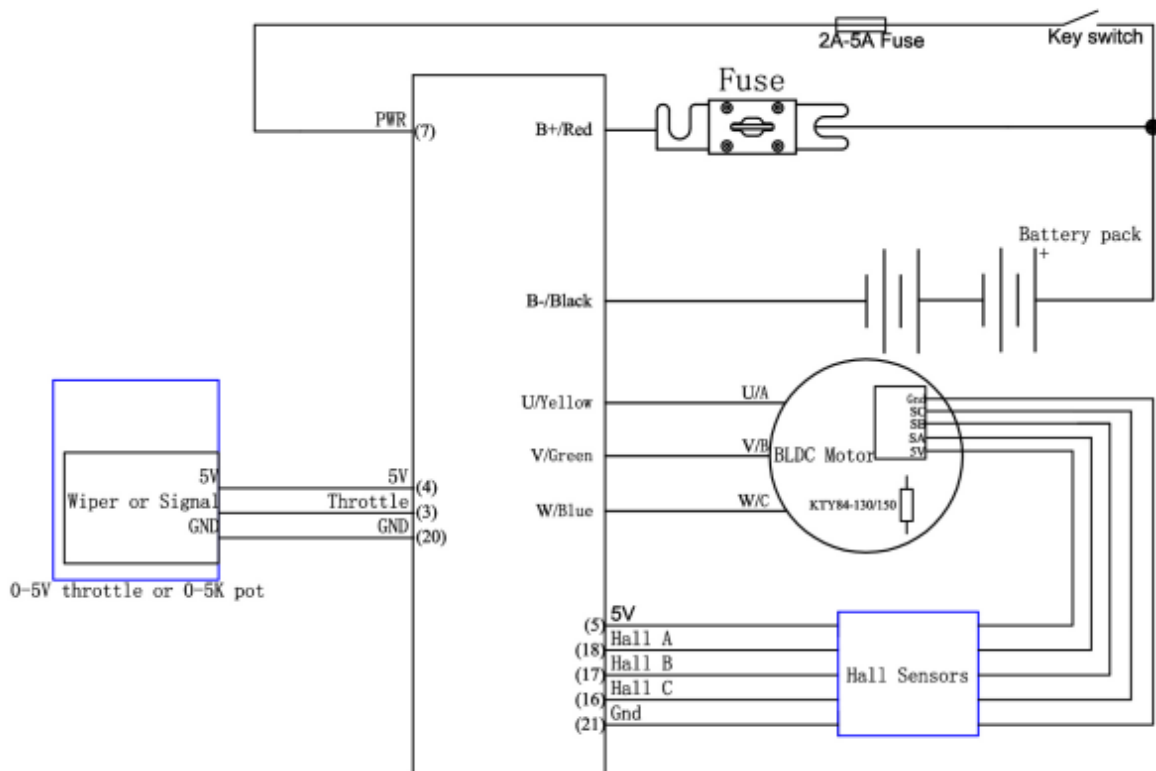 2A-5A Fuse
Key switch
Fuse
PWR
(7)
B+/Red
Battery pack
+
B-/Black
U/Yellow
U/A
V/Green
V/B
BLDC Motor
W/Blue
W/C
Gnd
SC
SB
SA
5V
KTY84-130/150
5V
Wiper or Signal
GND
5V
(4)
Throttle
(3)
GND
(20)
0-5V throttle or 0-5K pot
(5)
5V
(18)
Hall A
(17)
Hall B
(16)
Hall C
(21)
Gnd
Hall Sensors